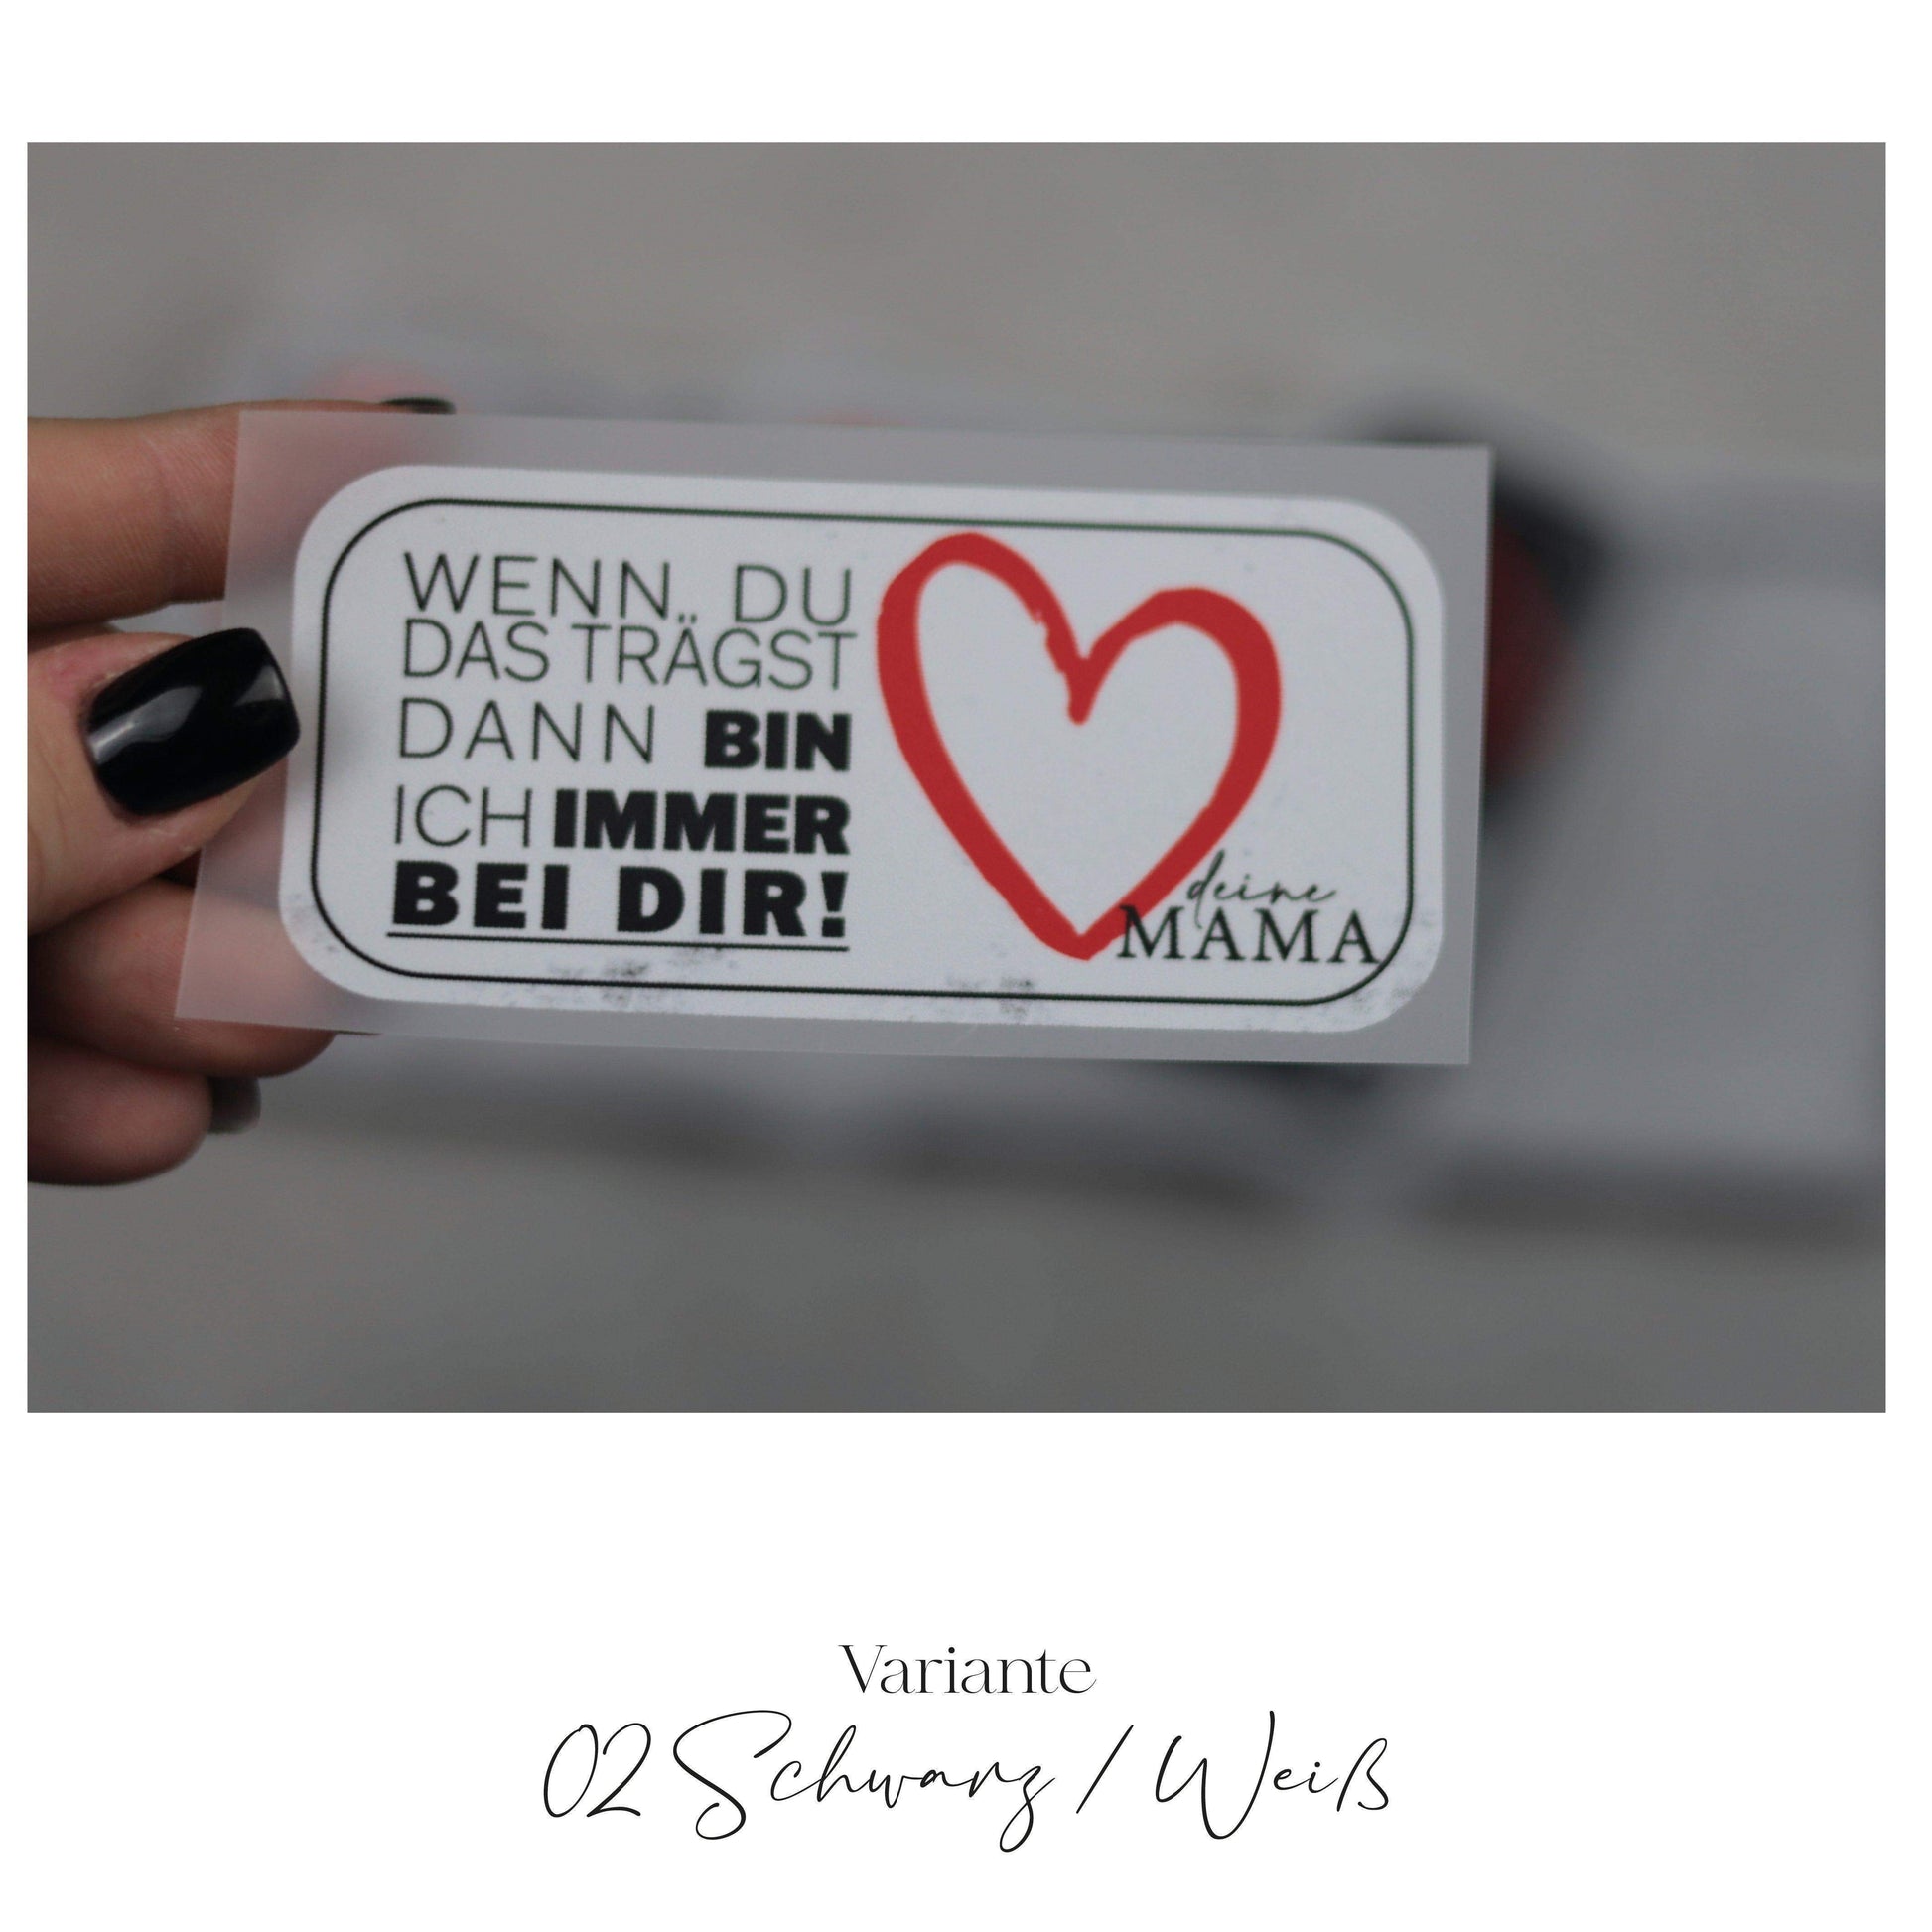 WENN DU
DAS TRÄGST
DANN BIN
ICH IMMER
BEI DIR!
deine
MAMA
Variante
02 Schwarz / Weiß